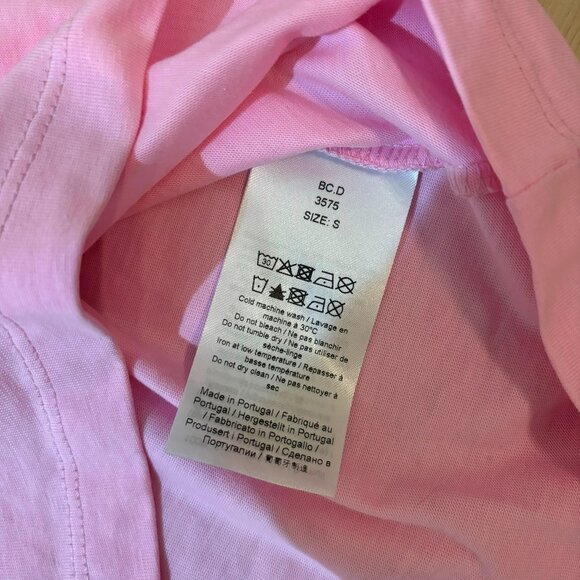 BC.D
3575
SIZE: S
30
Cold machine wash / Lavage en
machine à 30°C
Do not bleach / Ne pas blanchir
Do not tumble dry / Ne pas utiliser de
sèche-linge
Iron at low temperature / Repasser à
basse température
Do not dry clean / Ne pas nettoyer à
sec
Made in Portugal / Fabriqué au
Portugal / Hergestellt in Portugal
/ Fabbricato in Portogallo /
Produsert i Portugal / Сделано в
Португалии / 葡萄牙制造